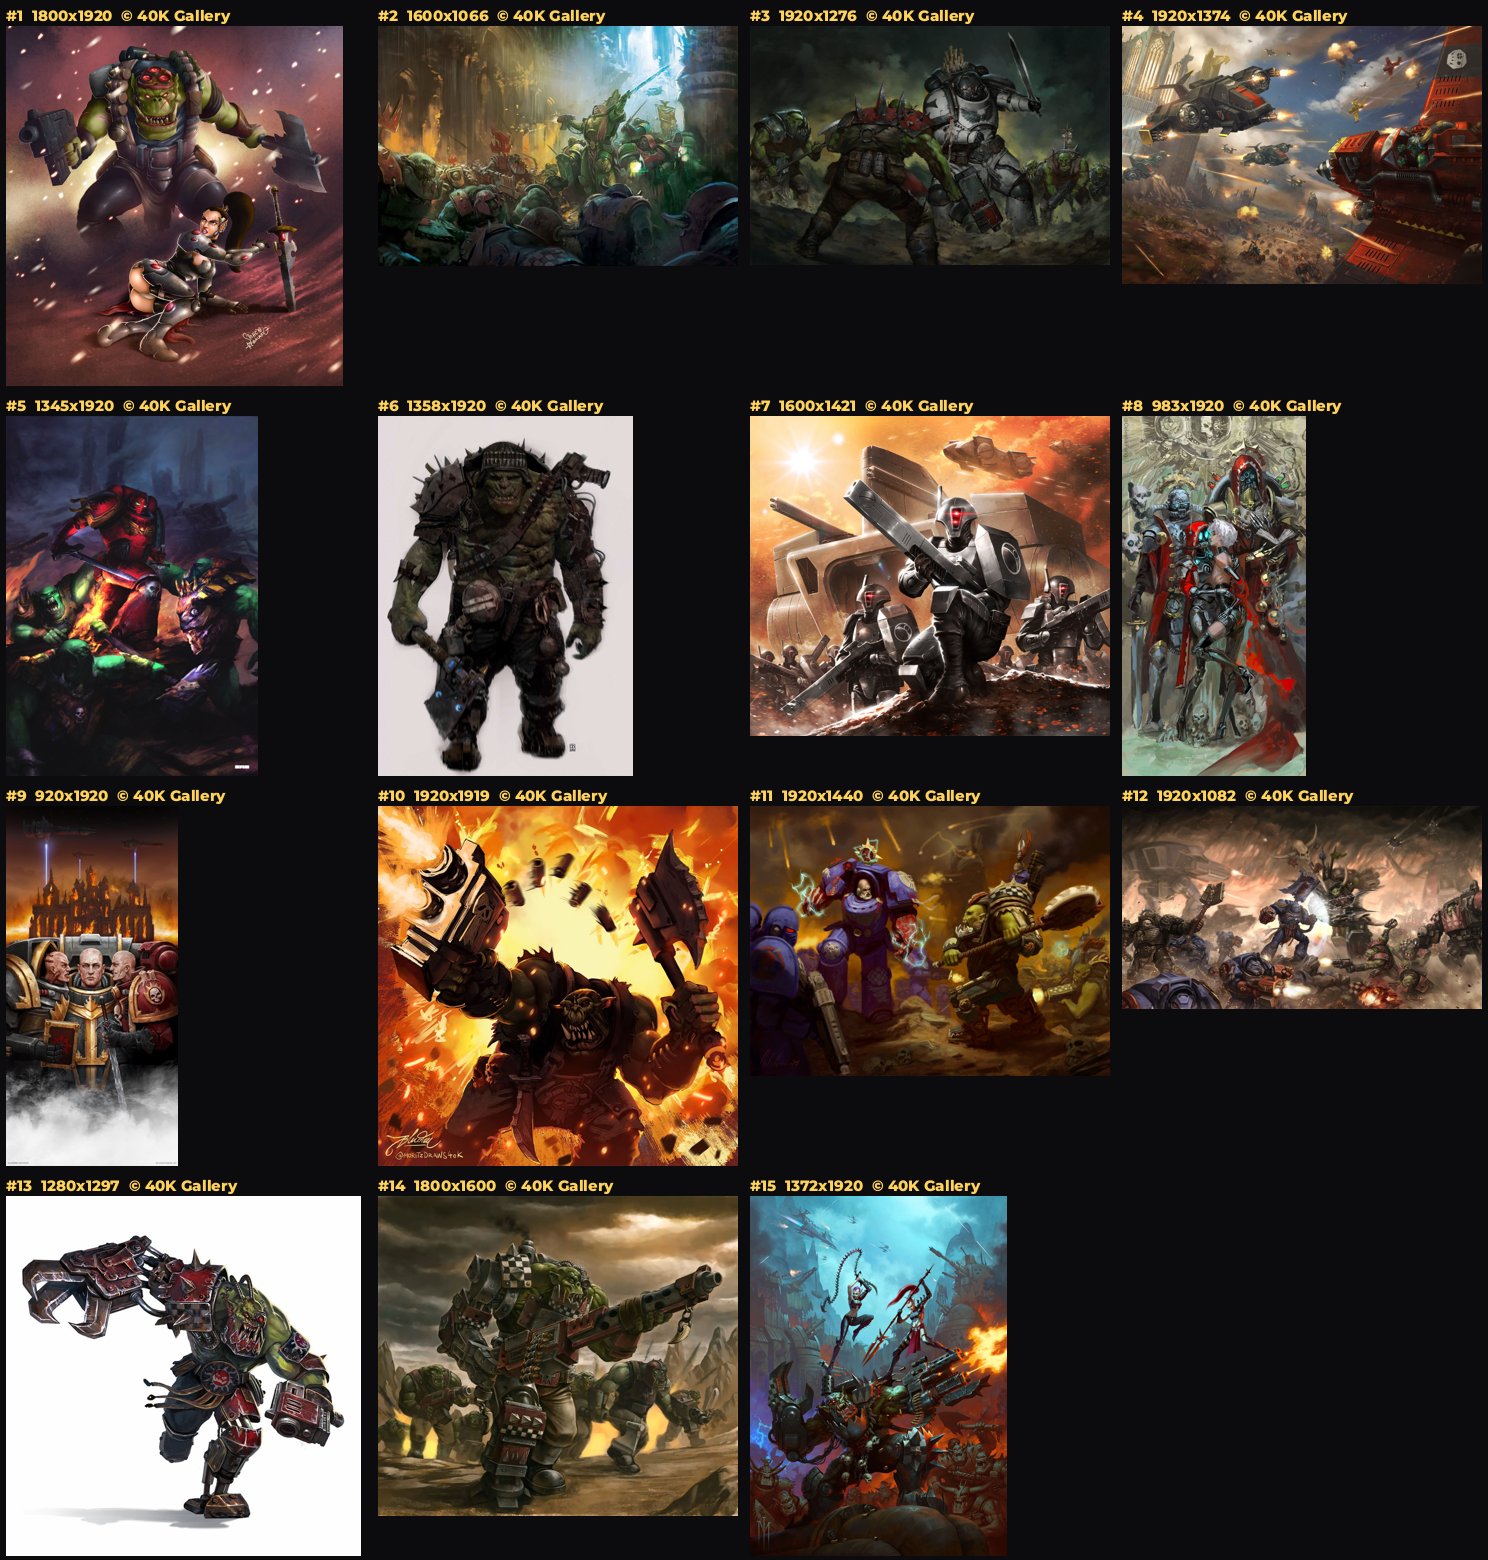 #1 1800x1920 © 40K Gallery
#2 1600x1066 © 40K Gallery
#3 1920x1276 © 40K Gallery
#4 1920x1374 © 40K Gallery
#5 1345x1920 © 40K Gallery
#6 1358x1920 © 40K Gallery
#7 1600x1421 © 40K Gallery
#8 983x1920 © 40K Gallery
#9 920x1920 © 40K Gallery
#10 1920x1919 © 40K Gallery
#11 1920x1440 © 40K Gallery
#12 1920x1082 © 40K Gallery
@MORITZDRAWS40K
#13 1280x1297 © 40K Gallery
#14 1800x1600 © 40K Gallery
#15 1372x1920 © 40K Gallery